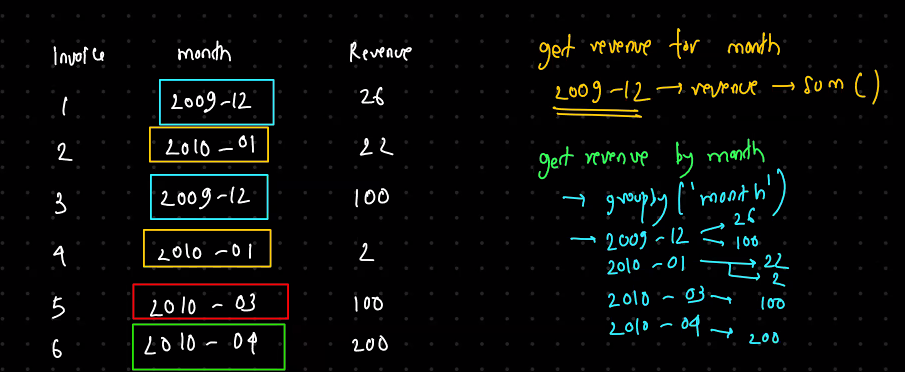 Invoice month Revenue
1 2009-12 26
2 2010-01 22
3 2009-12 100
4 2010-01 2
5 2010-03 100
6 2010-04 200
get revenue for month
2009-12 → revenue → sum()
get revenue by month
→ groupby('month')
→ 2009-12 → 26
→ 100
2010-01 → 22
→ 2
2010-03 → 100
2010-04 → 200